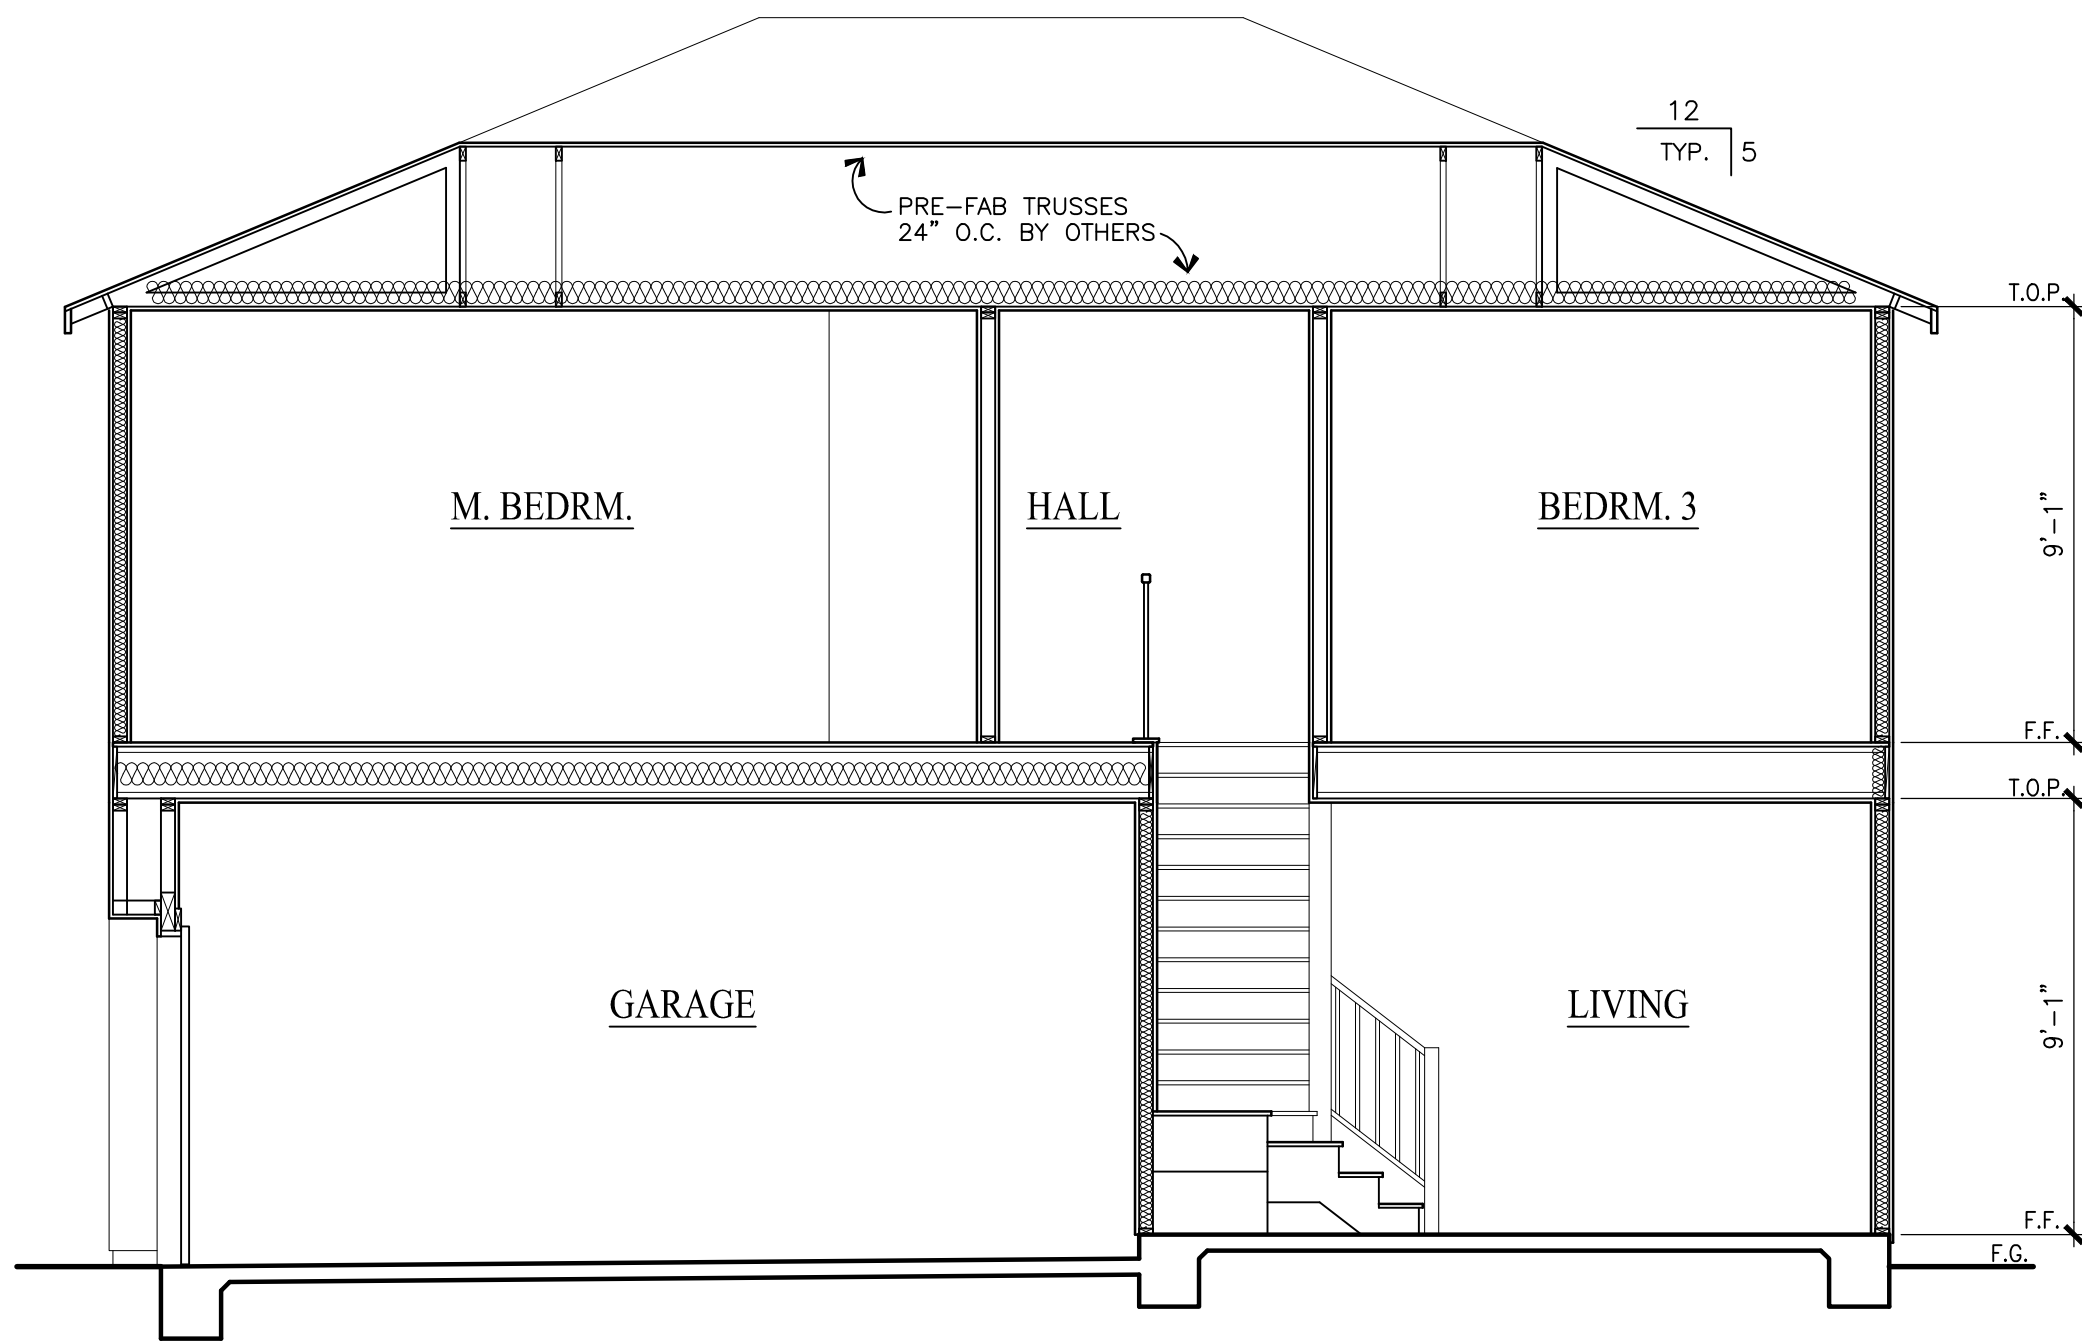 12
TYP. 5
PRE-FAB TRUSSES
24" O.C. BY OTHERS
T.O.P.
M. BEDRM.
HALL
BEDRM. 3
9'-1"
F.F.
T.O.P.
GARAGE
LIVING
9'-1"
F.F.
F.G.